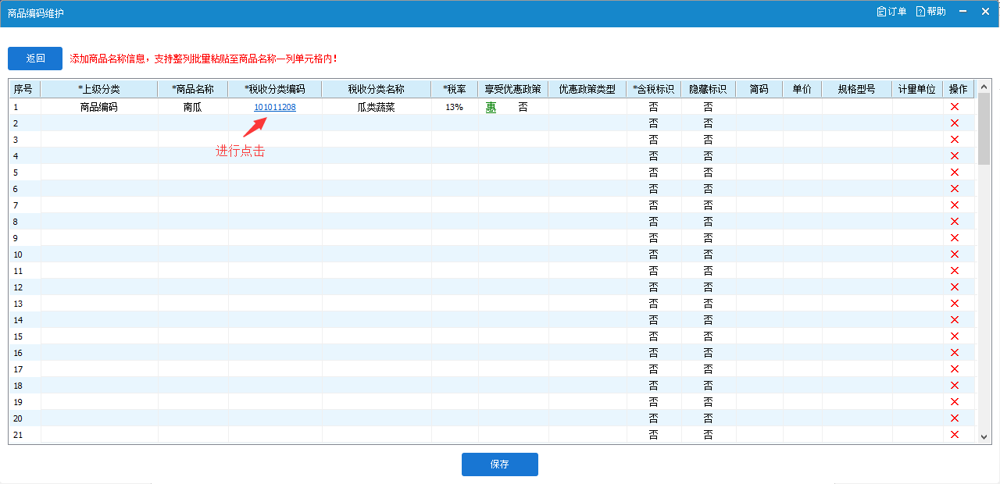 商品编码维护 订单 帮助
返回 添加商品名称信息，支持整列批量粘贴至商品名称一列单元格内！
序号 *上级分类 *商品名称 *税收分类编码 税收分类名称 *税率 享受优惠政策 优惠政策类型 *含税标识 隐藏标识 简码 单价 规格型号 计量单位 操作
1 商品编码 南瓜 101011208 瓜类蔬菜 13% 惠 否 否 否
2 否 否
3 否 否
进行点击
4 否 否
5 否 否
6 否 否
7 否 否
8 否 否
9 否 否
10 否 否
11 否 否
12 否 否
13 否 否
14 否 否
15 否 否
16 否 否
17 否 否
18 否 否
19 否 否
20 否 否
21 否 否
保存